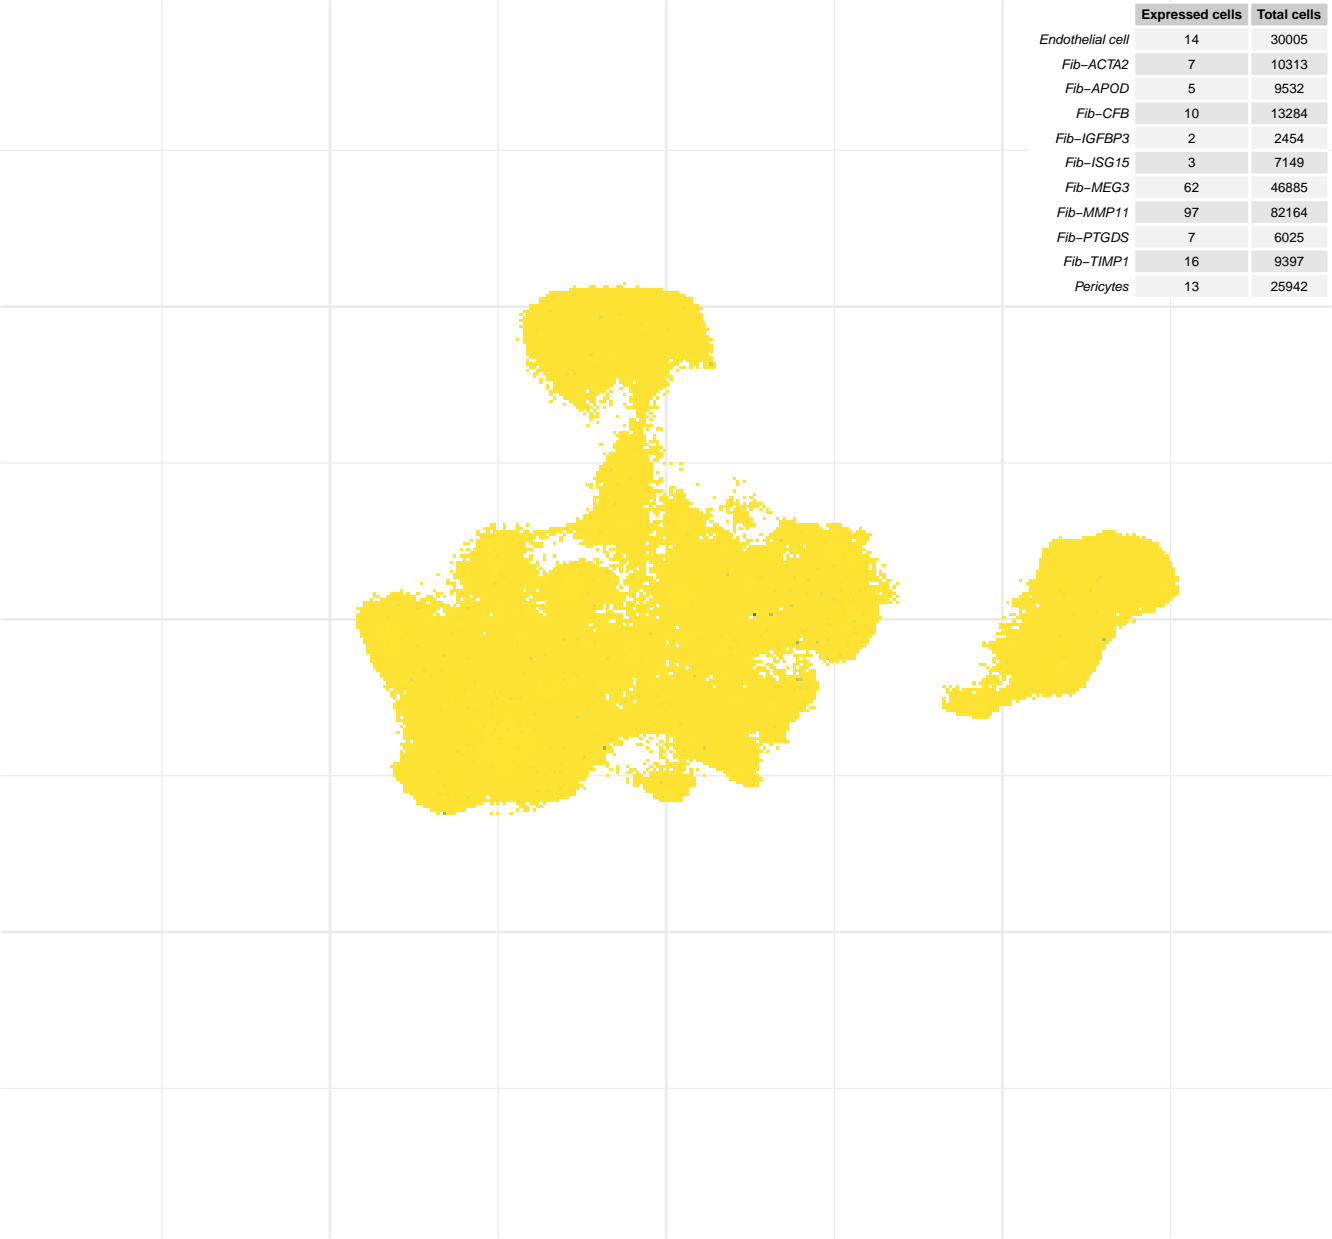 Expressed cells Total cells
Endothelial cell 14 30005
Fib−ACTA2 7 10313
Fib−APOD 5 9532
Fib−CFB 10 13284
Fib−IGFBP3 2 2454
Fib−ISG15 3 7149
Fib−MEG3 62 46885
Fib−MMP11 97 82164
Fib−PTGDS 7 6025
Fib−TIMP1 16 9397
Pericytes 13 25942